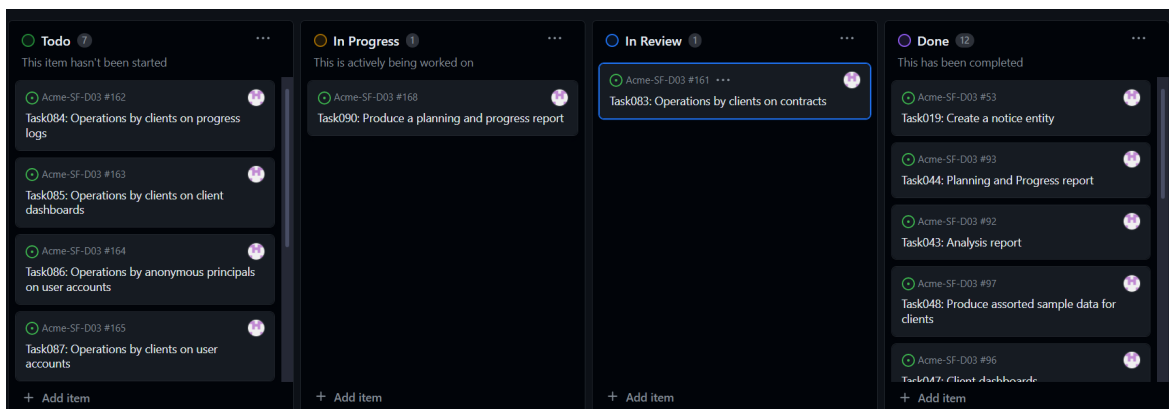 Todo 7 ...
This item hasn't been started
Acme-SF-D03 #162
Task084: Operations by clients on progress
logs
Acme-SF-D03 #163
Task085: Operations by clients on client
dashboards
Acme-SF-D03 #164
Task086: Operations by anonymous principals
on user accounts
Acme-SF-D03 #165
Task087: Operations by clients on user
accounts
+ Add item
In Progress 1 ...
This is actively being worked on
Acme-SF-D03 #168
Task090: Produce a planning and progress report
+ Add item
In Review 1 ...
Acme-SF-D03 #161 ...
Task083: Operations by clients on contracts
+ Add item
Done 12 ...
This has been completed
Acme-SF-D03 #53
Task019: Create a notice entity
Acme-SF-D03 #93
Task044: Planning and Progress report
Acme-SF-D03 #92
Task043: Analysis report
Acme-SF-D03 #97
Task048: Produce assorted sample data for
clients
Acme-SF-D03 #96
Task047: Client dashboards
+ Add item